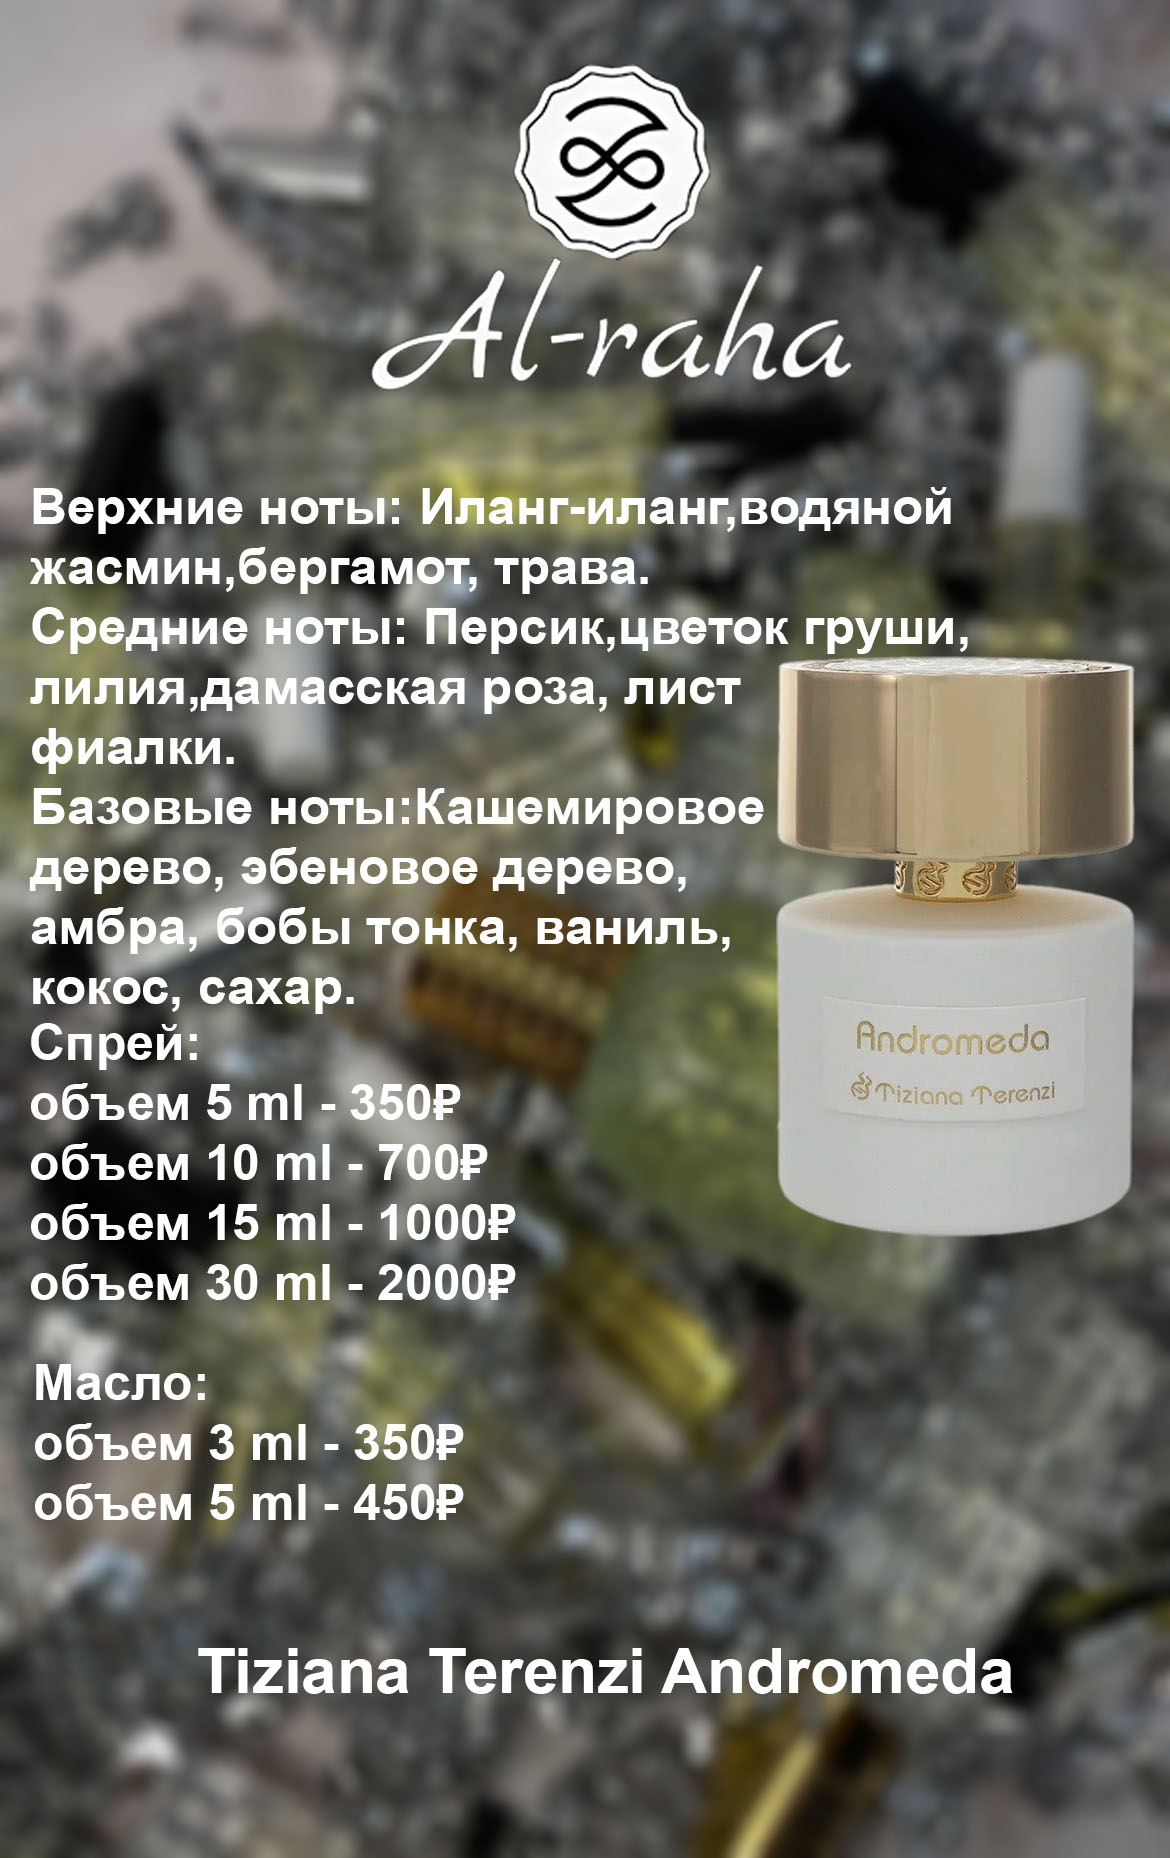 Al-raha
Верхние ноты: Иланг-иланг,водяной
жасмин,бергамот, трава.
Средние ноты: Персик,цветок груши,
лилия,дамасская роза, лист
фиалки.
Базовые ноты:Кашемировое
дерево, эбеновое дерево,
амбра, бобы тонка, ваниль,
кокос, сахар.
Спрей:
объем 5 ml - 350₽
объем 10 ml - 700₽
объем 15 ml - 1000₽
объем 30 ml - 2000₽
Andromeda
Tiziana Terenzi
Масло:
объем 3 ml - 350₽
объем 5 ml - 450₽
Tiziana Terenzi Andromeda